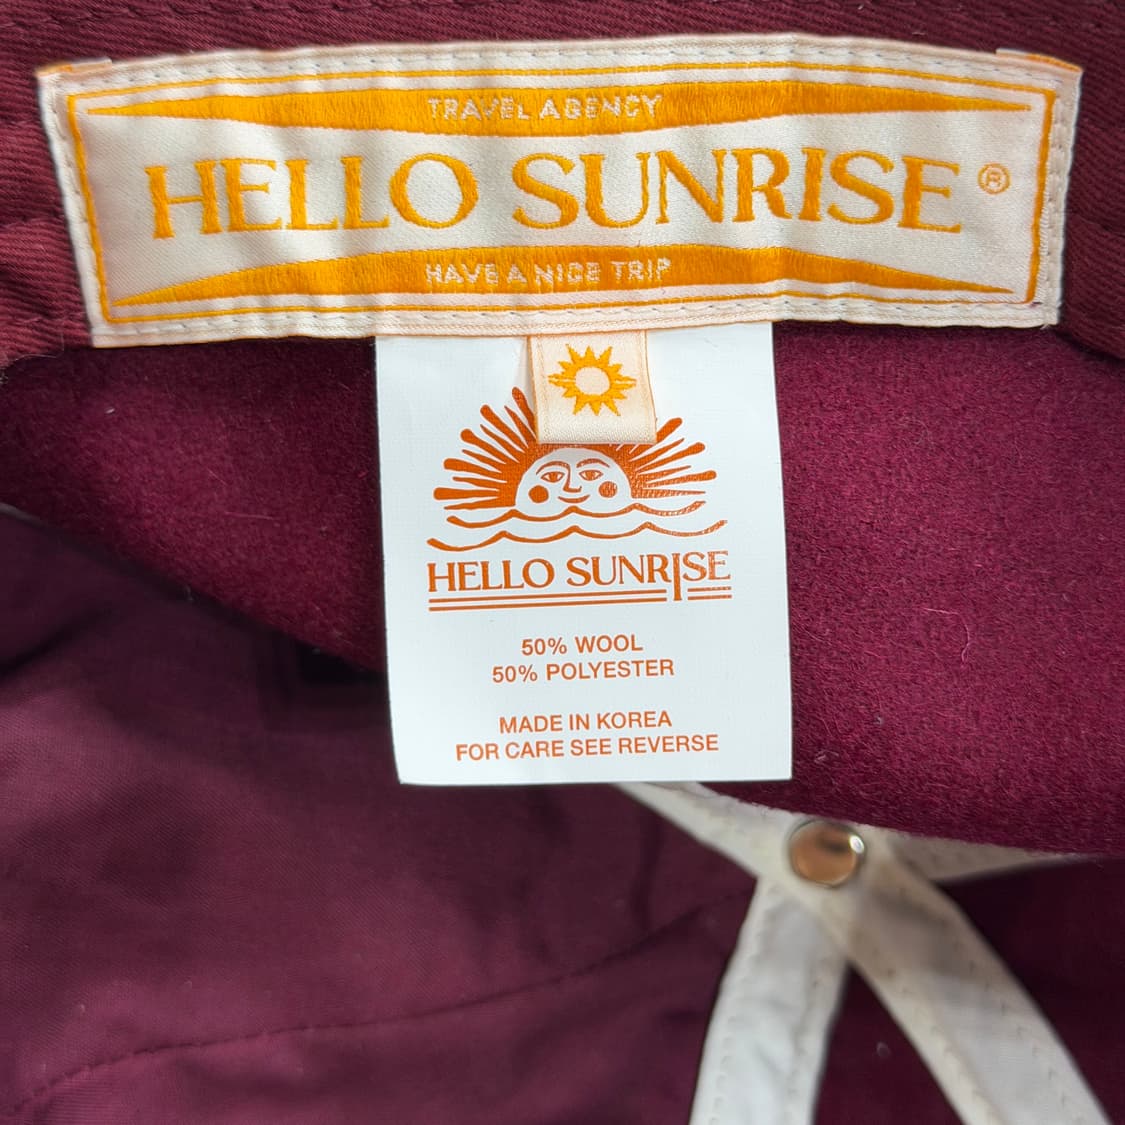 TRAVEL AGENCY
HELLO SUNRISE®
HAVE A NICE TRIP
HELLO SUNRISE
50% WOOL
50% POLYESTER
MADE IN KOREA
FOR CARE SEE REVERSE